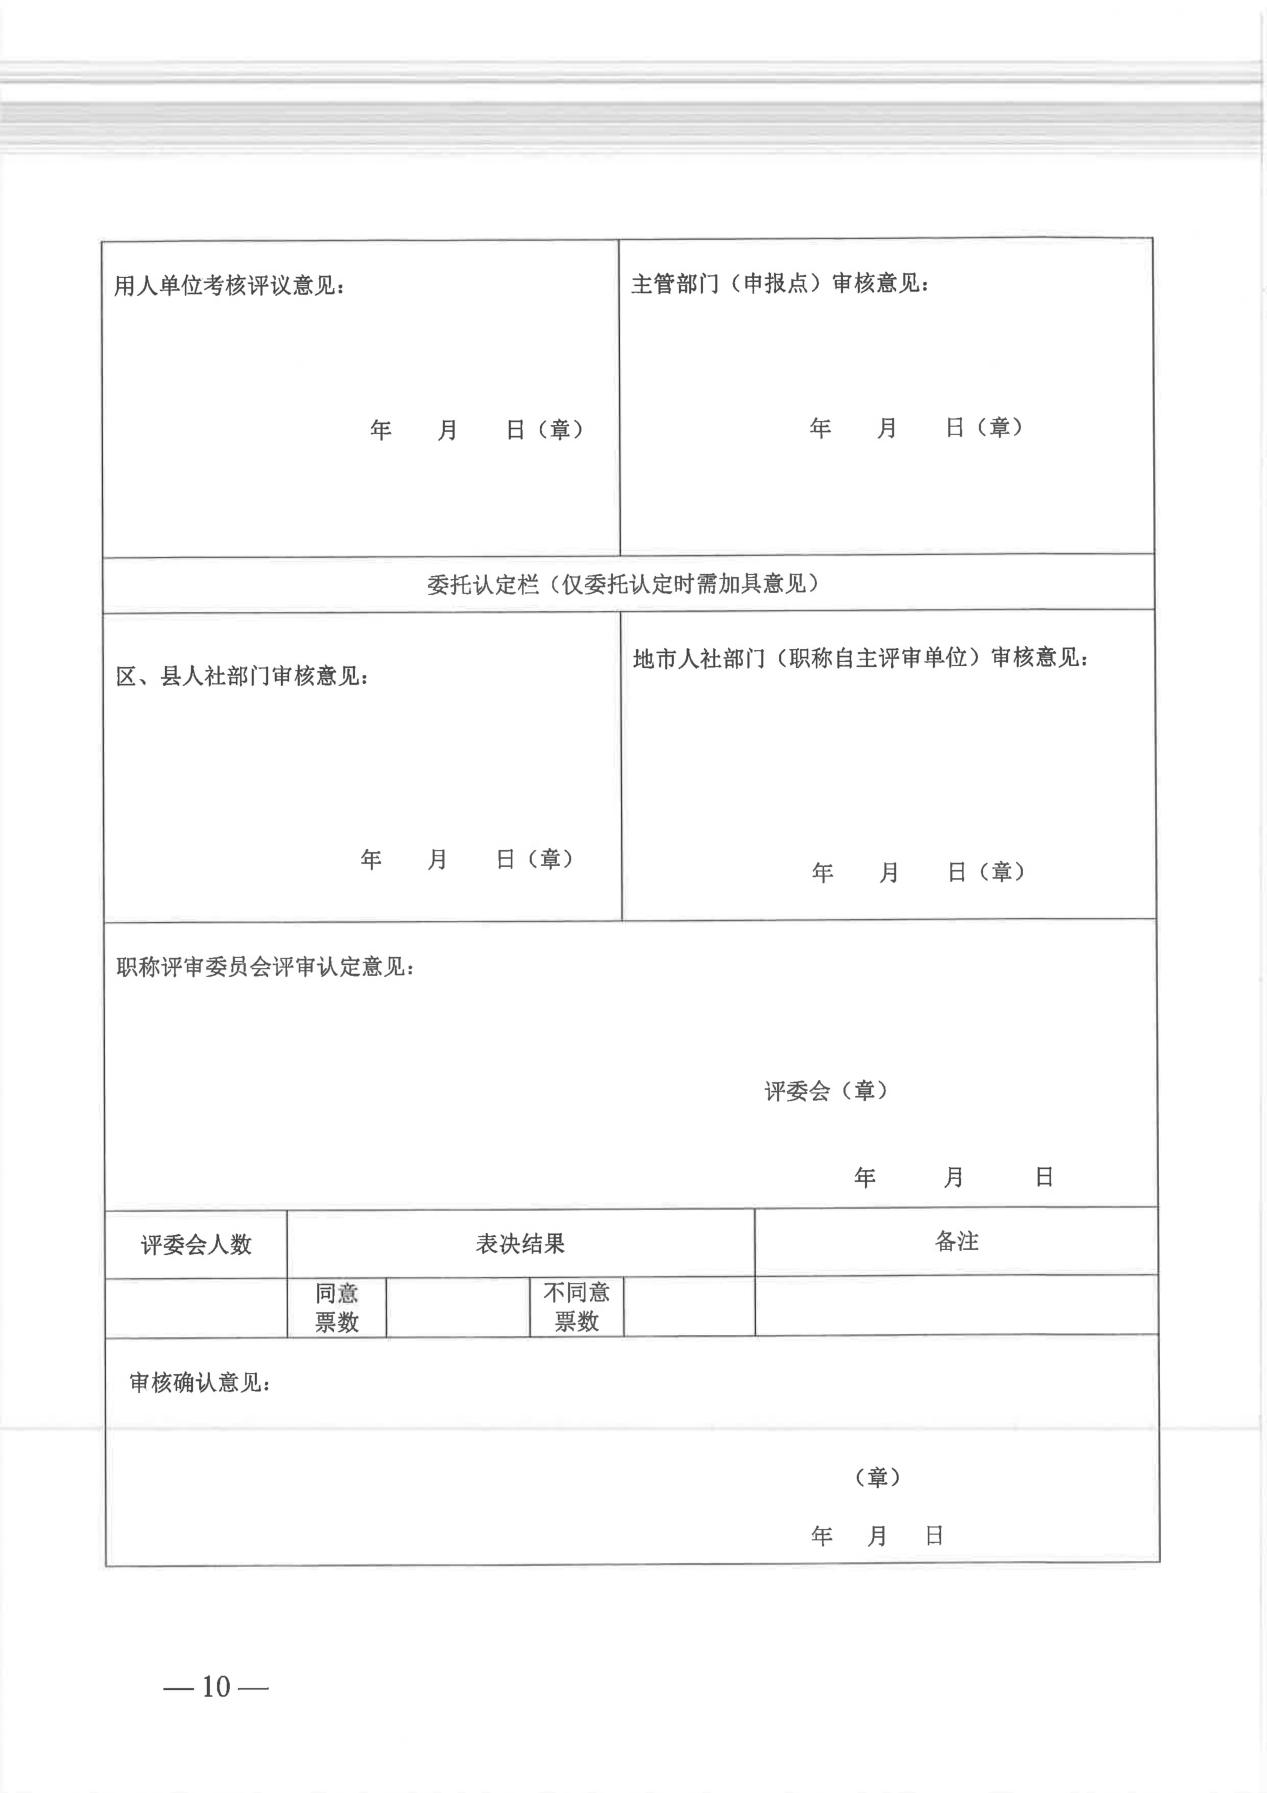 用人单位考核评议意见：
年 月 日（章）
主管部门（申报点）审核意见：
年 月 日（章）
委托认定栏（仅委托认定时需加具意见）
区、县人社部门审核意见：
年 月 日（章）
地市人社部门（职称自主评审单位）审核意见：
年 月 日（章）
职称评审委员会评审认定意见：
评委会（章）
年 月 日
评委会人数 表决结果 备注
同意
票数
不同意
票数
审核确认意见：
（章）
年 月 日
—10—